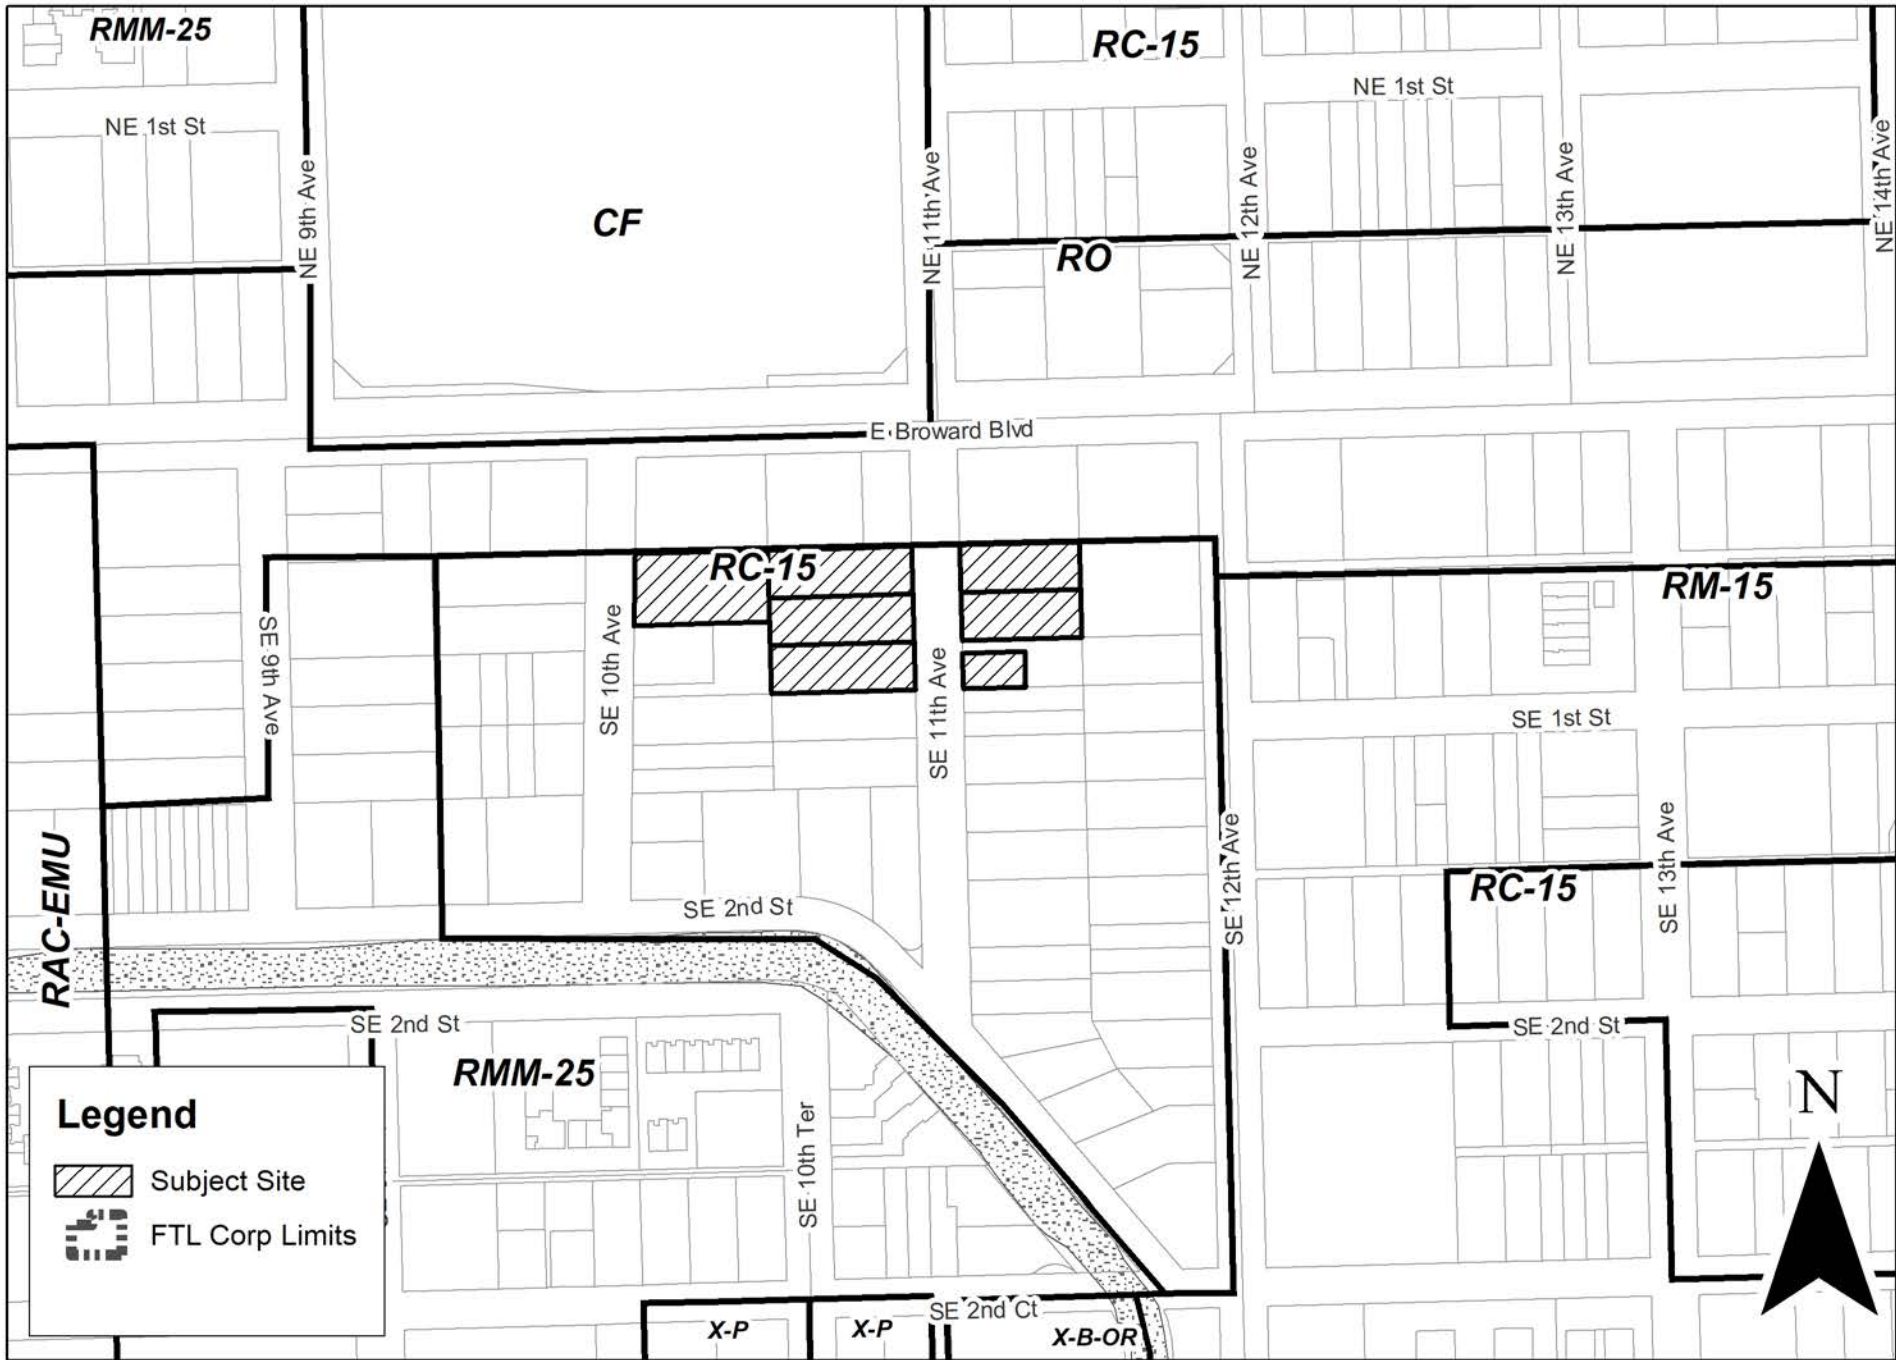 RMM-25
RC-15
NE 1st St
NE 1st St
NE 9th Ave
CF
NE 11th Ave
NE 12th Ave
NE 13th Ave
NE 14th Ave
RO
E Broward Blvd
RC-15
RM-15
SE 9th Ave
SE 10th Ave
SE 11th Ave
SE 1st St
SE 12th Ave
SE 13th Ave
RAC-EMU
RC-15
SE 2nd St
SE 2nd St
SE 2nd St
RMM-25
SE 10th Ter
N
Legend
Subject Site
FTL Corp Limits
SE 2nd Ct
X-P
X-P
X-B-OR